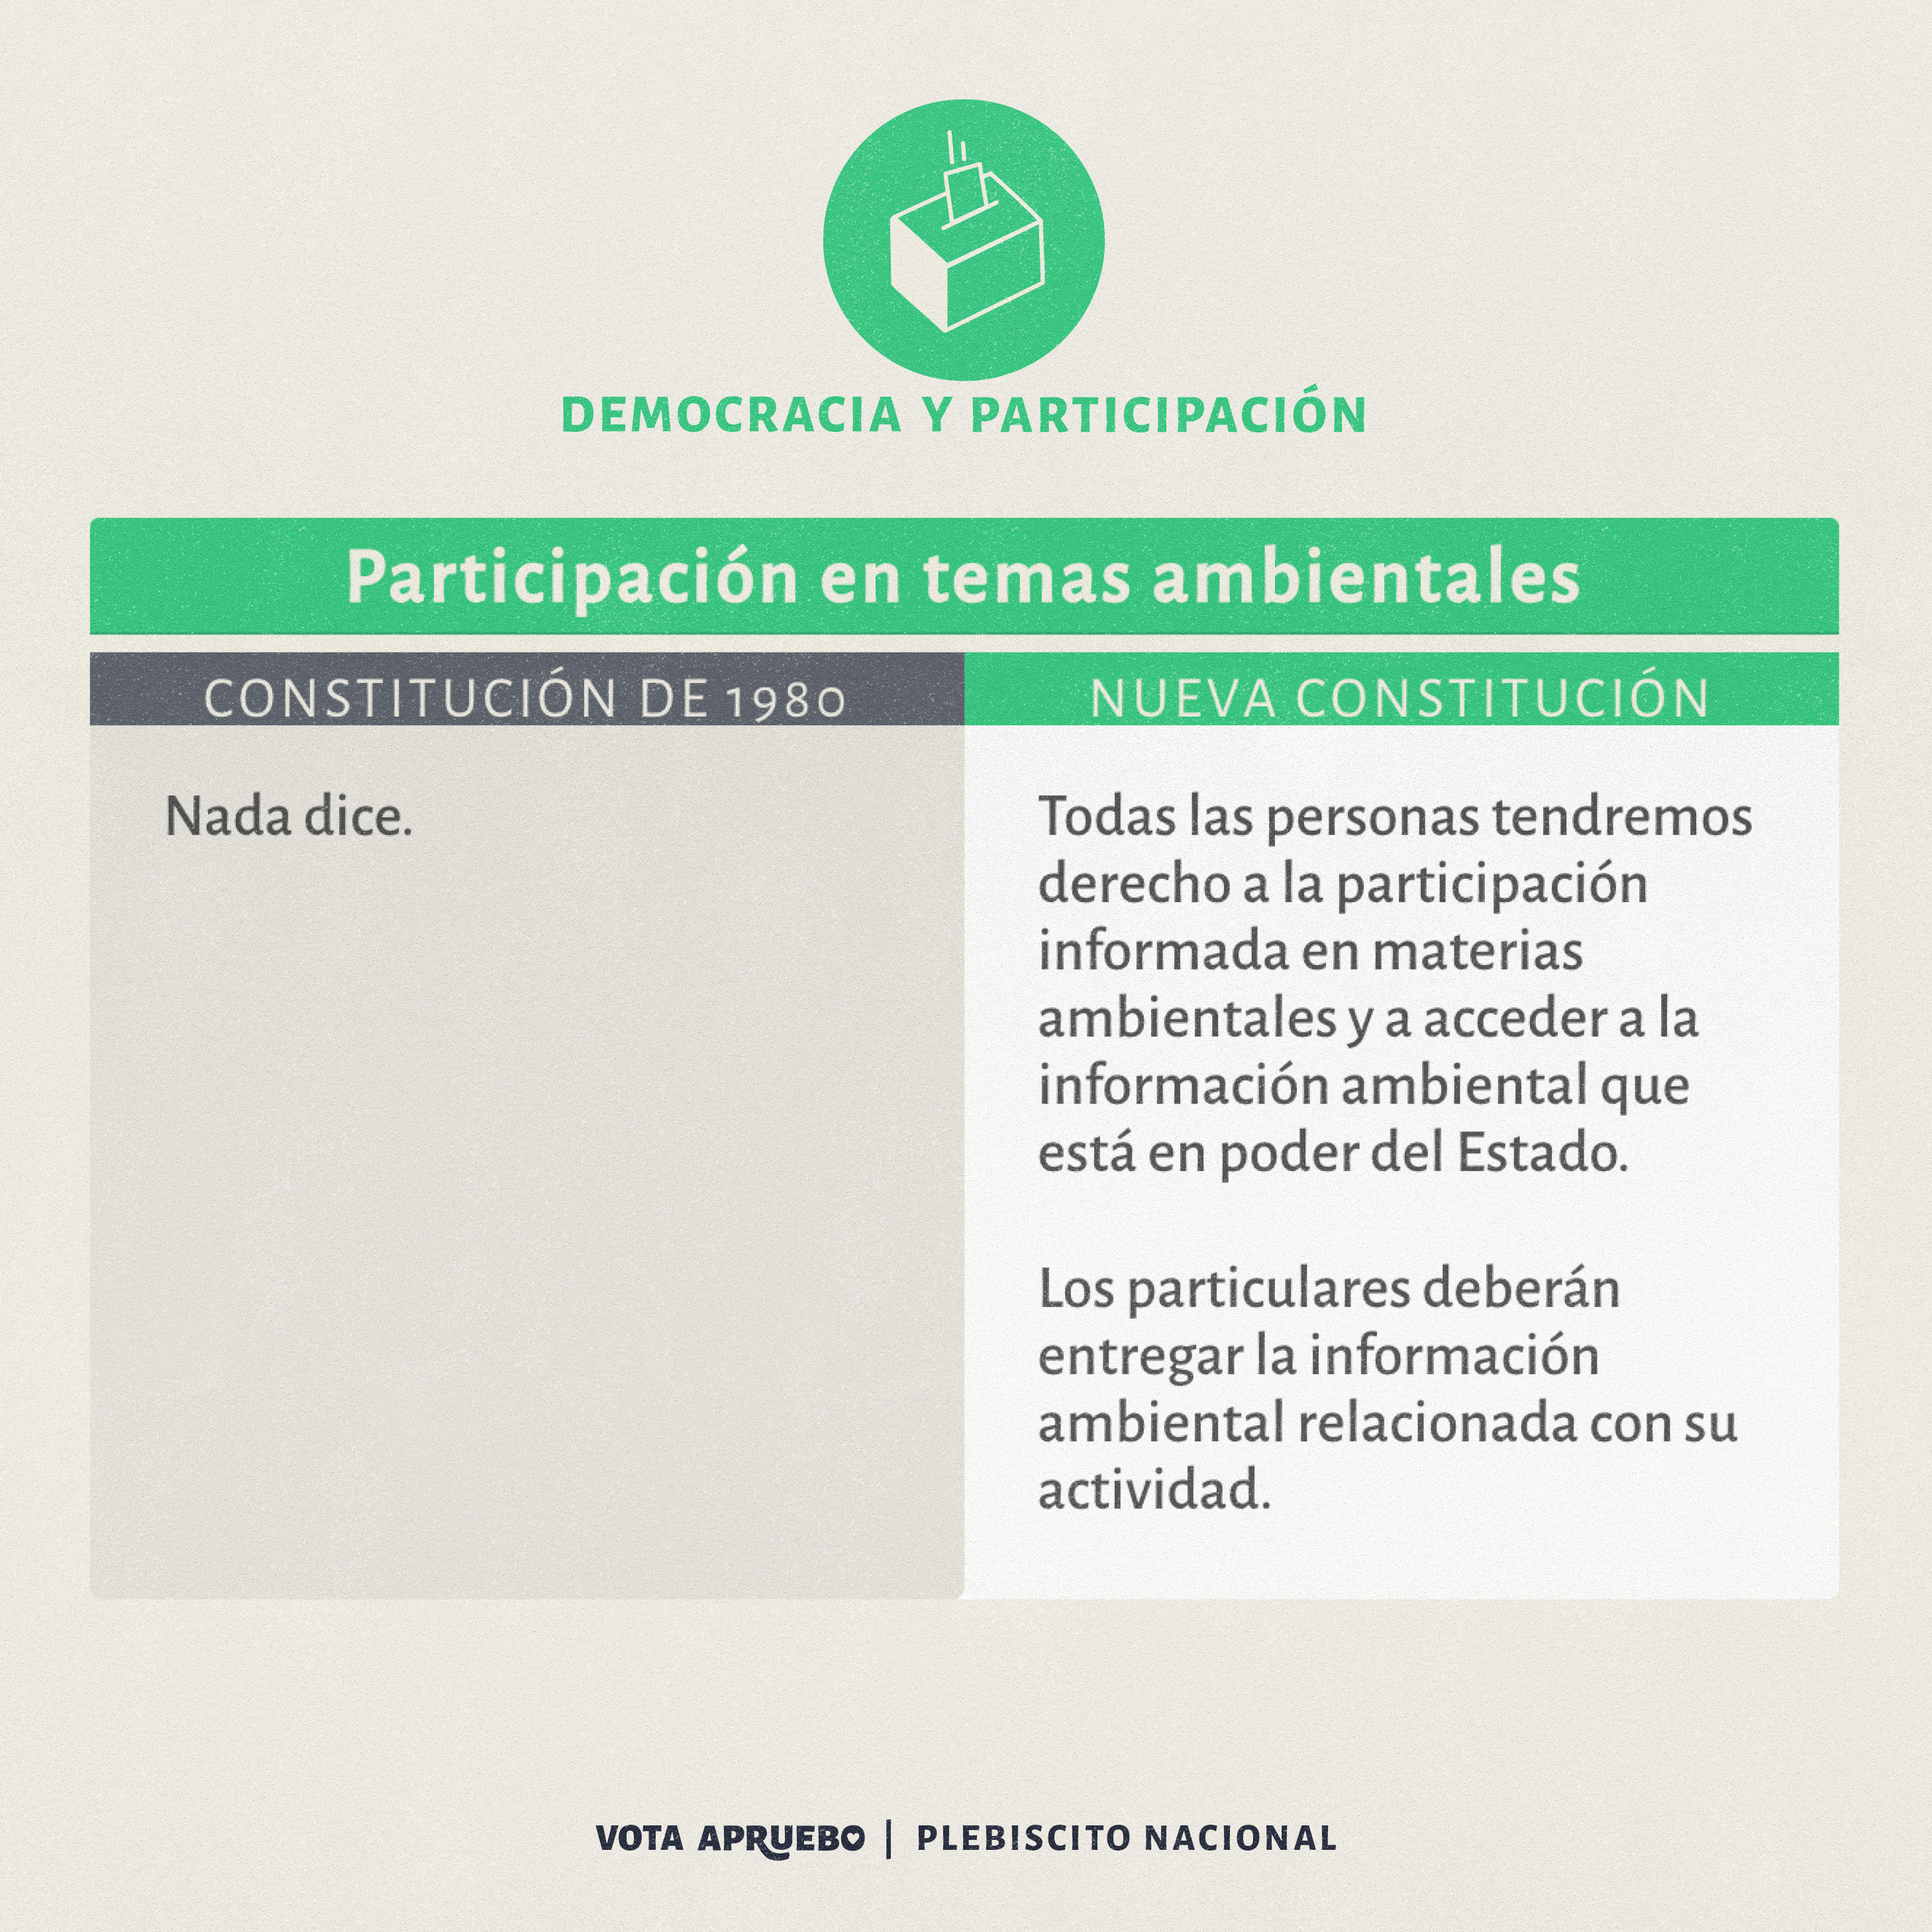 DEMOCRACIA Y PARTICIPACIÓN
Participación en temas ambientales
CONSTITUCIÓN DE 1980
NUEVA CONSTITUCIÓN
Nada dice.
Todas las personas tendremos
derecho a la participación
informada en materias
ambientales y a acceder a la
información ambiental que
está en poder del Estado.
Los particulares deberán
entregar la información
ambiental relacionada con su
actividad.
VOTA APRUEBO | PLEBISCITO NACIONAL